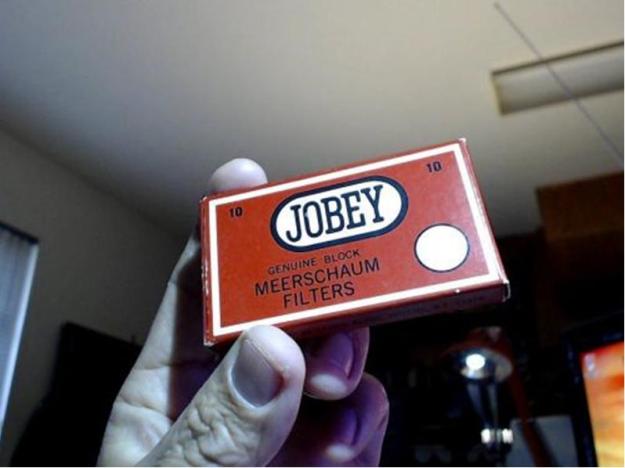 10
10
JOBEY
GENUINE BLOCK
MEERSCHAUM
FILTERS